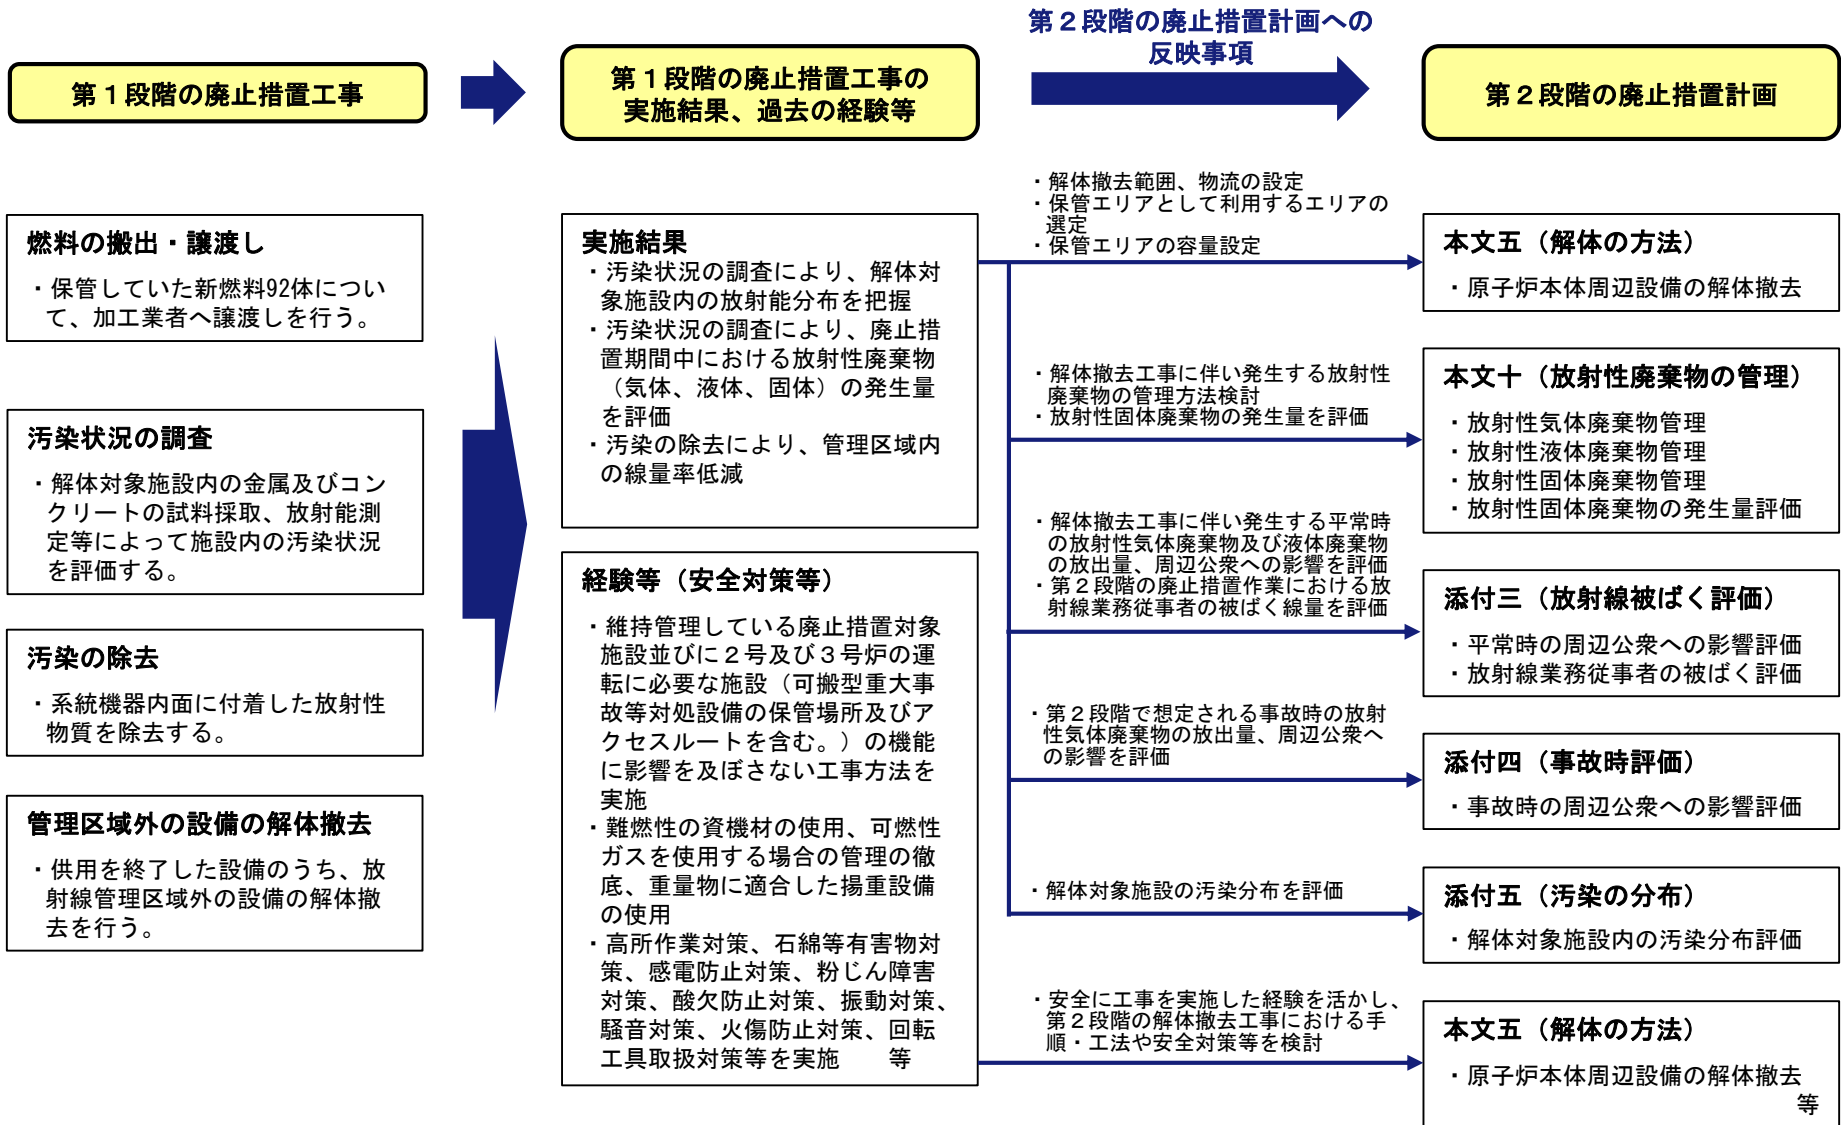 第１段階の廃止措置工事
第１段階の廃止措置工事の
実施結果、過去の経験等
第２段階の廃止措置計画への
反映事項
第２段階の廃止措置計画
燃料の搬出・譲渡し
・保管していた新燃料92体につい
て、加工業者へ譲渡しを行う。
汚染状況の調査
・解体対象施設内の金属及びコン
クリートの試料採取、放射能測
定等によって施設内の汚染状況
を評価する。
汚染の除去
・系統機器内面に付着した放射性
物質を除去する。
管理区域外の設備の解体撤去
・供用を終了した設備のうち、放
射線管理区域外の設備の解体撤
去を行う。
実施結果
・汚染状況の調査により、解体対
象施設内の放射能分布を把握
・汚染状況の調査により、廃止措
置期間中における放射性廃棄物
（気体、液体、固体）の発生量
を評価
・汚染の除去により、管理区域内
の線量率低減
経験等（安全対策等）
・維持管理している廃止措置対象
施設並びに２号及び３号炉の運
転に必要な施設（可搬型重大事
故等対処設備の保管場所及びア
クセスルートを含む。）の機能
に影響を及ぼさない工事方法を
実施
・難燃性の資機材の使用、可燃性
ガスを使用する場合の管理の徹
底、重量物に適合した揚重設備
の使用
・高所作業対策、石綿等有害物対
策、感電防止対策、粉じん障害
対策、酸欠防止対策、振動対策、
騒音対策、火傷防止対策、回転
工具取扱対策等を実施　　等
・解体撤去範囲、物流の設定
・保管エリアとして利用するエリアの
選定
・保管エリアの容量設定
・解体撤去工事に伴い発生する放射性
廃棄物の管理方法検討
・放射性固体廃棄物の発生量を評価
・解体撤去工事に伴い発生する平常時
の放射性気体廃棄物及び液体廃棄物
の放出量、周辺公衆への影響を評価
・第２段階の廃止措置作業における放
射線業務従事者の被ばく線量を評価
・第２段階で想定される事故時の放射
性気体廃棄物の放出量、周辺公衆へ
の影響を評価
・解体対象施設の汚染分布を評価
・安全に工事を実施した経験を活かし、
第２段階の解体撤去工事における手
順・工法や安全対策等を検討
本文五（解体の方法）
・原子炉本体周辺設備の解体撤去
本文十（放射性廃棄物の管理）
・放射性気体廃棄物管理
・放射性液体廃棄物管理
・放射性固体廃棄物管理
・放射性固体廃棄物の発生量評価
添付三（放射線被ばく評価）
・平常時の周辺公衆への影響評価
・放射線業務従事者の被ばく評価
添付四（事故時評価）
・事故時の周辺公衆への影響評価
添付五（汚染の分布）
・解体対象施設内の汚染分布評価
本文五（解体の方法）
・原子炉本体周辺設備の解体撤去
等